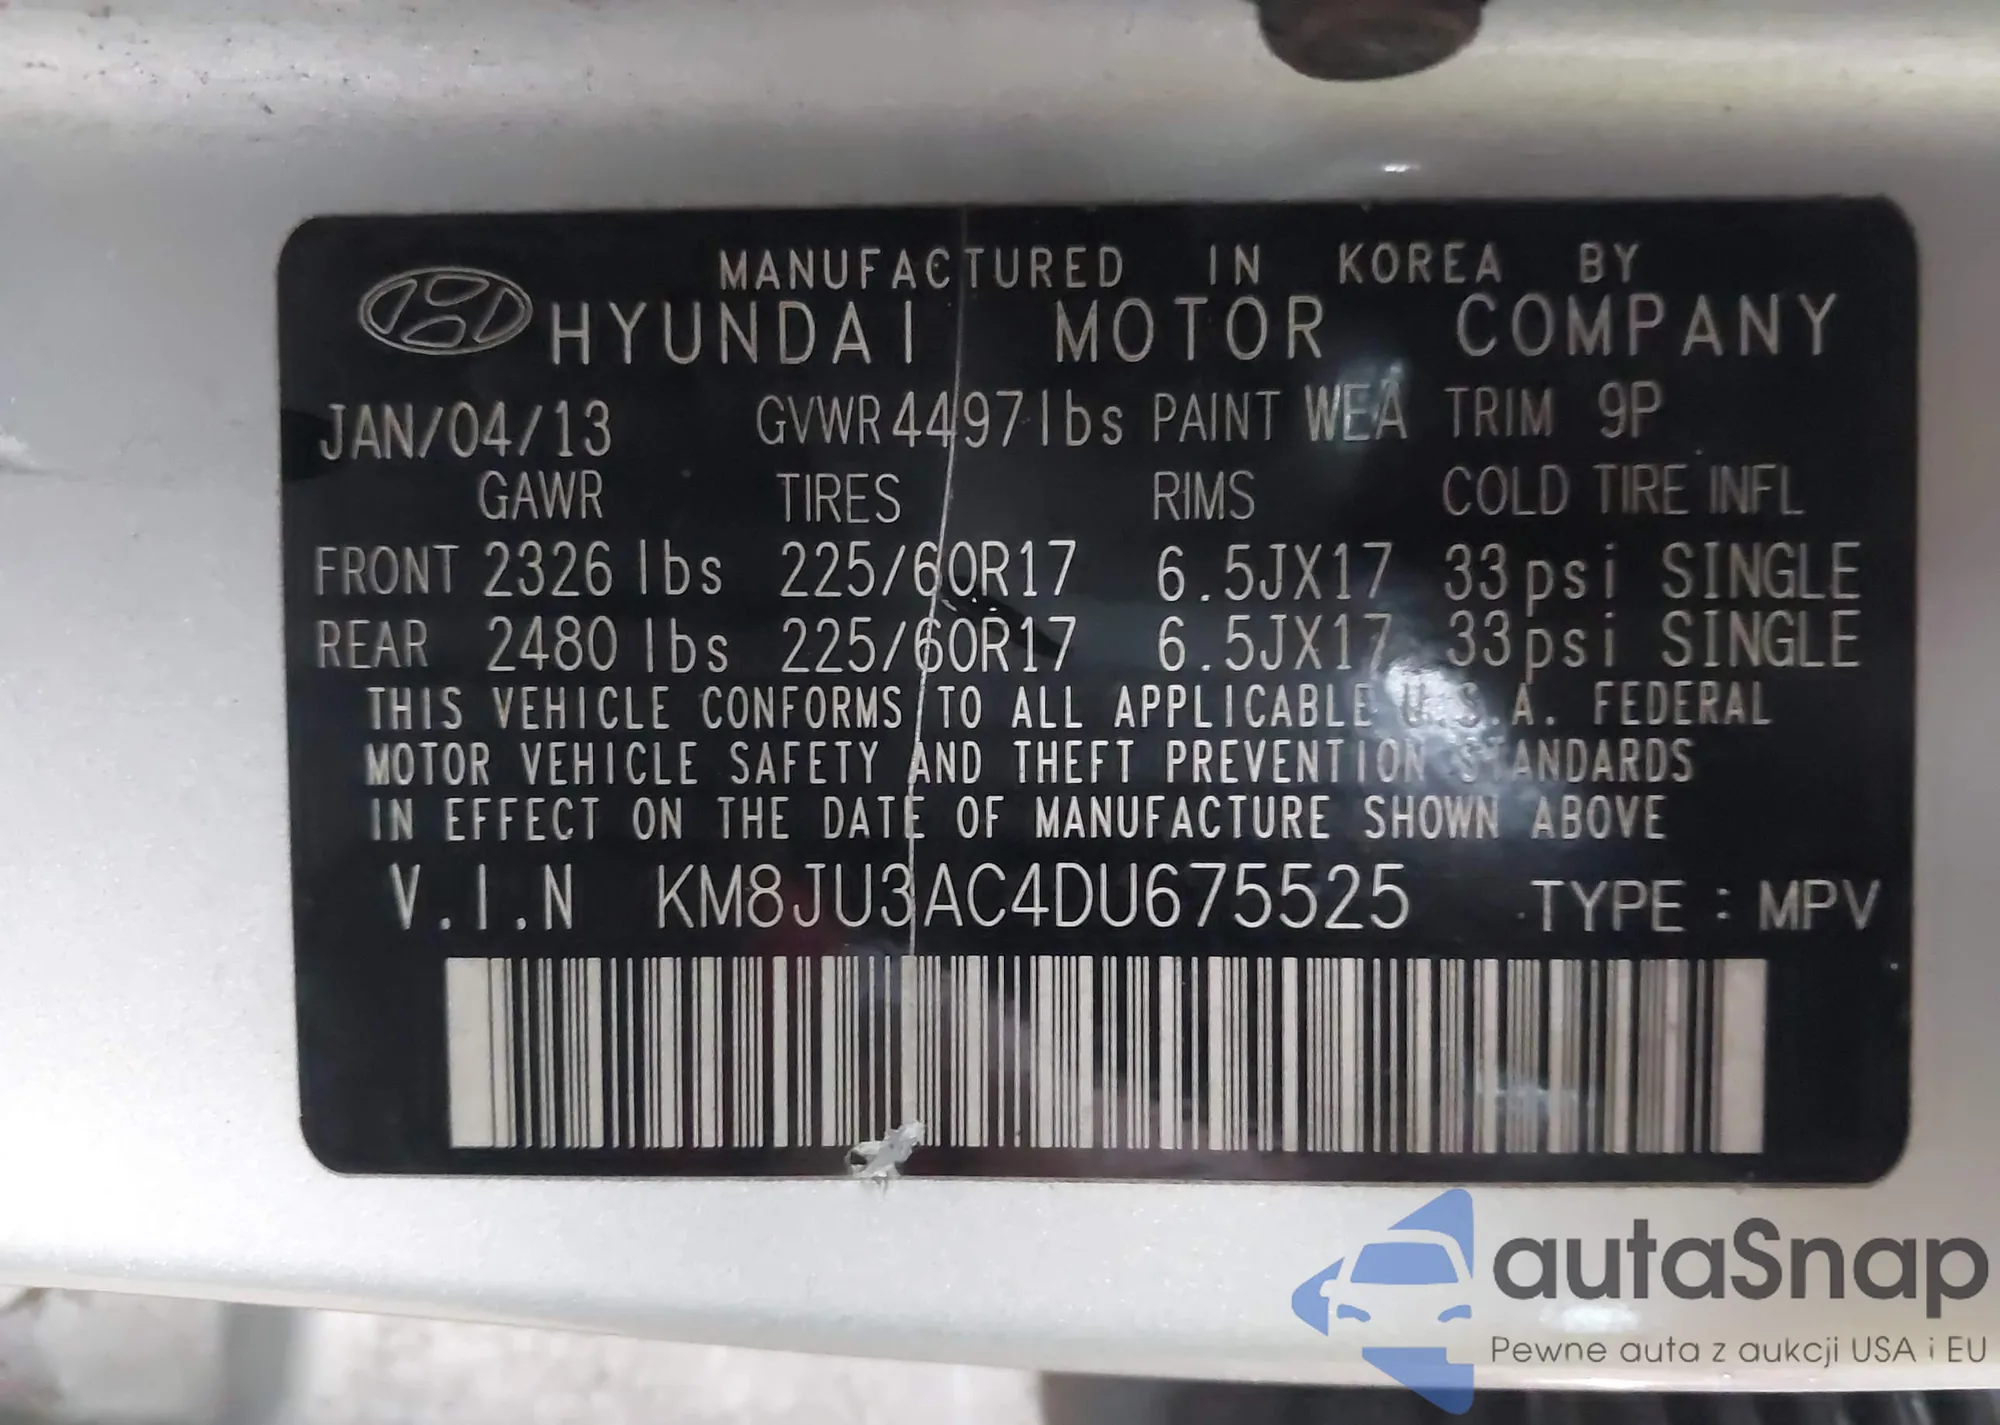 MANUFACTURED IN KOREA BY
HYUNDAI MOTOR COMPANY
JAN/04/13 GVWR 4497 lbs PAINT WEA TRIM 9P
GAWR TIRES RIMS COLD TIRE INFL
FRONT 2326 lbs 225/60R17 6.5JX17 33psi SINGLE
REAR 2480 lbs 225/60R17 6.5JX17 33psi SINGLE
THIS VEHICLE CONFORMS TO ALL APPLICABLE U.S.A. FEDERAL
MOTOR VEHICLE SAFETY AND THEFT PREVENTION STANDARDS
IN EFFECT ON THE DATE OF MANUFACTURE SHOWN ABOVE
V.I.N KM8JU3AC4DU675525 TYPE : MPV
autaSnap
Pewne auta z aukcji USA i EU